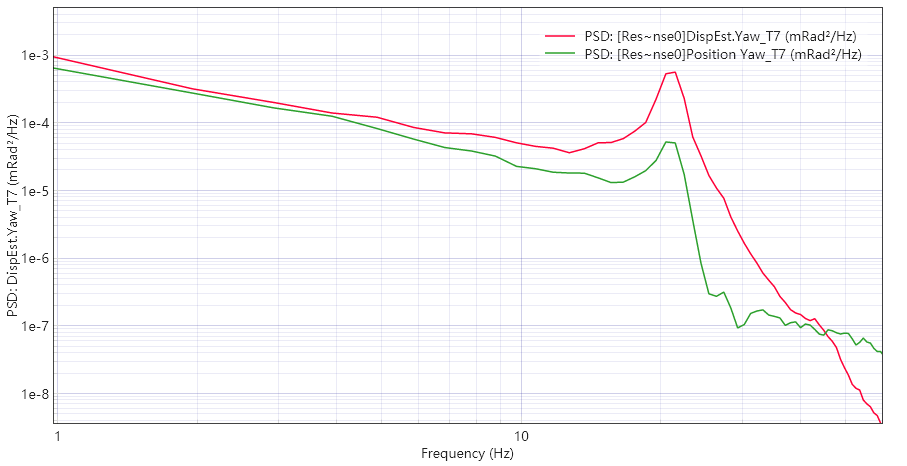 PSD: [Res~nse0]DispEst.Yaw_T7 (mRad²/Hz)
PSD: [Res~nse0]Position Yaw_T7 (mRad²/Hz)
PSD: DispEst.Yaw_T7 (mRad²/Hz)
1e-3
1e-4
1e-5
1e-6
1e-7
1e-8
1
10
Frequency (Hz)